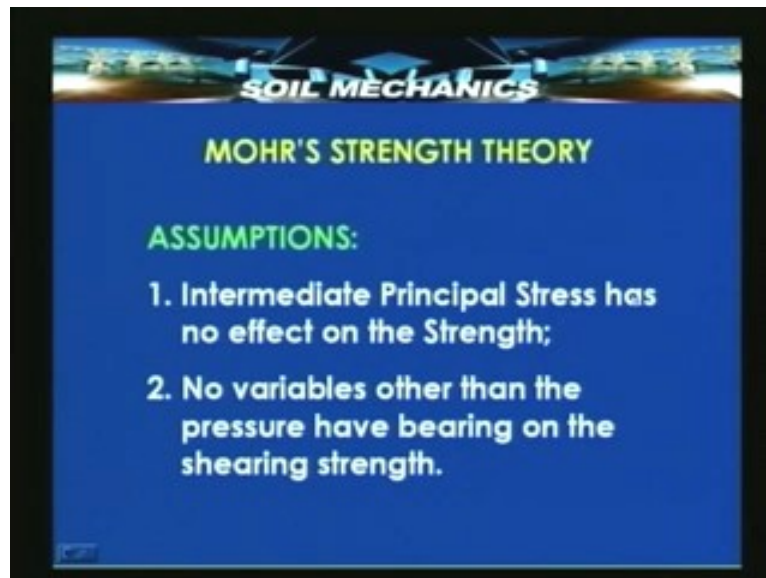 SOIL MECHANICS
MOHR'S STRENGTH THEORY
ASSUMPTIONS:
1. Intermediate Principal Stress has
no effect on the Strength;
2. No variables other than the
pressure have bearing on the
shearing strength.